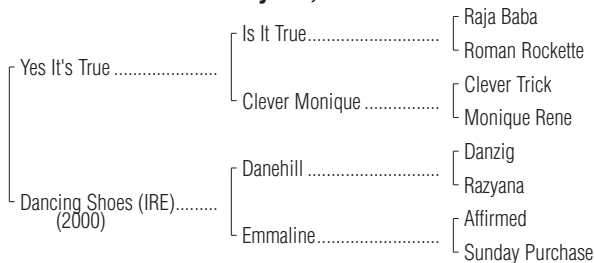 Raja Baba
Is It True
Roman Rockette
Yes It's True
Clever Trick
Clever Monique
Monique Rene
Danzig
Danehill
Razyana
Dancing Shoes (IRE)
(2000)
Affirmed
Emmaline
Sunday Purchase